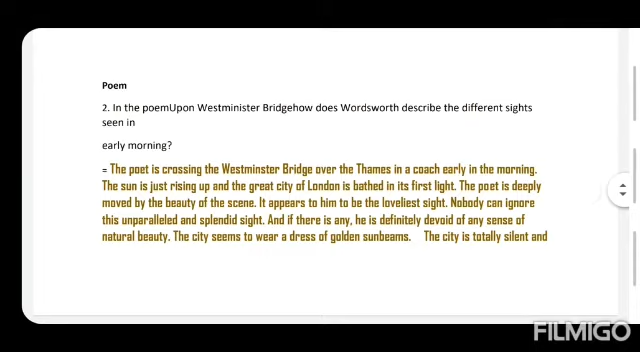 Poem
2. In the poemUpon Westminister Bridgehow does Wordsworth describe the different sights
seen in
early morning?
= The poet is crossing the Westminster Bridge over the Thames in a coach early in the morning.
The sun is just rising up and the great city of London is bathed in its first light. The poet is deeply
moved by the beauty of the scene. It appears to him to be the loveliest sight. Nobody can ignore
this unparalleled and splendid sight. And if there is any, he is definitely devoid of any sense of
natural beauty. The city seems to wear a dress of golden sunbeams. The city is totally silent and
FILMIGO